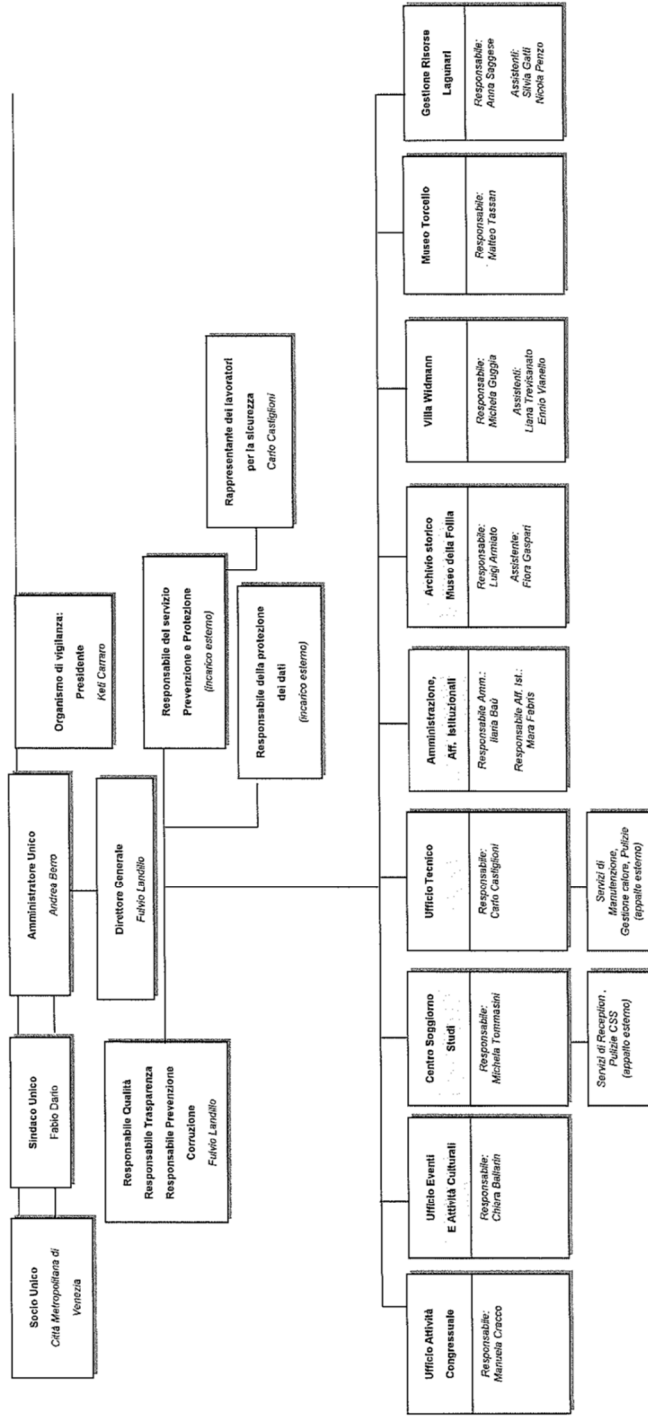 Socio Unico
Città Metropolitana di
Venezia
Sindaco Unico
Fabio Dario
Amministratore Unico
Andrea Berro
Organismo di vigilanza:
Presidente
Keti Carraro
Direttore Generale
Fulvio Landillo
Responsabile Qualità
Responsabile Trasparenza
Responsabile Prevenzione
Corruzione
Fulvio Landillo
Responsabile del servizio
Prevenzione e Protezione
(incarico esterno)
Rappresentante dei lavoratori
per la sicurezza
Carlo Castiglioni
Responsabile della protezione
dei dati
(incarico esterno)
Ufficio Attività
Congressuale
Responsabile:
Manuela Cracco
Ufficio Eventi
E Attività Culturali
Responsabile:
Chiara Ballarin
Centro Soggiorno
Studi
Responsabile:
Michela Tommasini
Servizi di Reception ,
Pulizie CSS
(appalto esterno)
Ufficio Tecnico
Responsabile:
Carlo Castiglioni
Servizi di
Manutenzione,
Gestione calore, Pulizie
(appalto esterno)
Amministrazione,
Aff. Istituzionali
Responsabile Amm.:
Ilaria Baù
Responsabile Aff. Ist.:
Mara Febris
Archivio storico
Museo della Follia
Responsabile:
Luigi Armiato
Assistente:
Fiora Gaspari
Villa Widmann
Responsabile:
Michela Guggia
Assistenti:
Liana Trevisanato
Ennio Vianello
Museo Torcello
Responsabile:
Matteo Tassan
Gestione Risorse
Lagunari
Responsabile:
Anna Saggese
Assistenti:
Silvia Gatti
Nicola Penzo